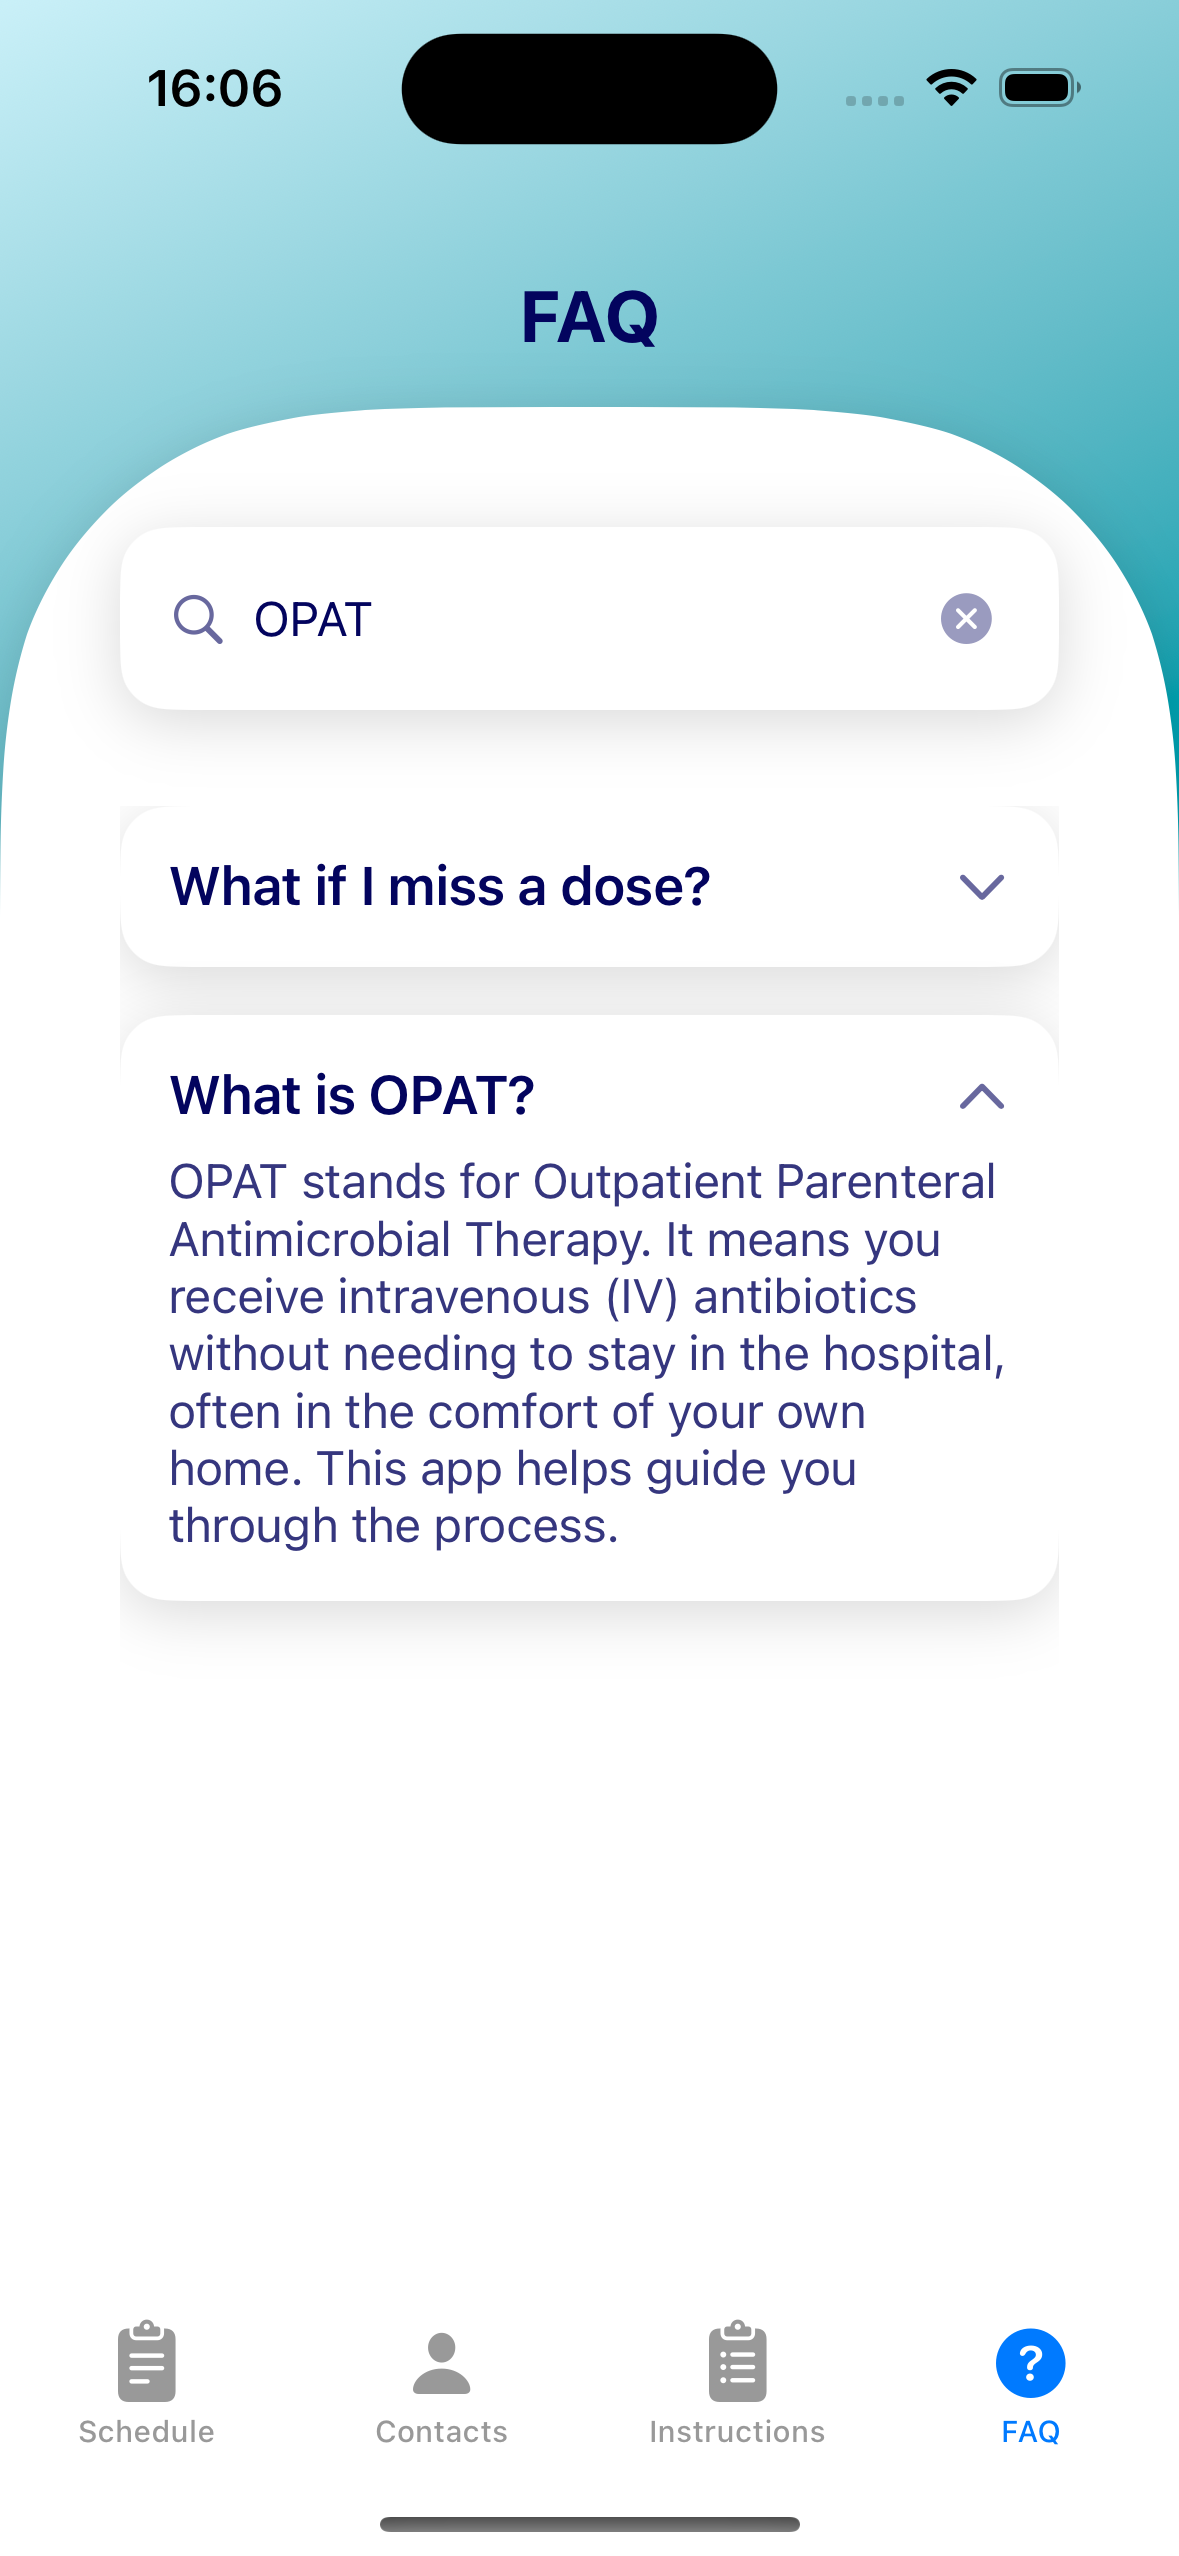 16:06
FAQ
OPAT
What if I miss a dose?
What is OPAT?
OPAT stands for Outpatient Parenteral
Antimicrobial Therapy. It means you
receive intravenous (IV) antibiotics
without needing to stay in the hospital,
often in the comfort of your own
home. This app helps guide you
through the process.
Schedule
Contacts
Instructions
FAQ